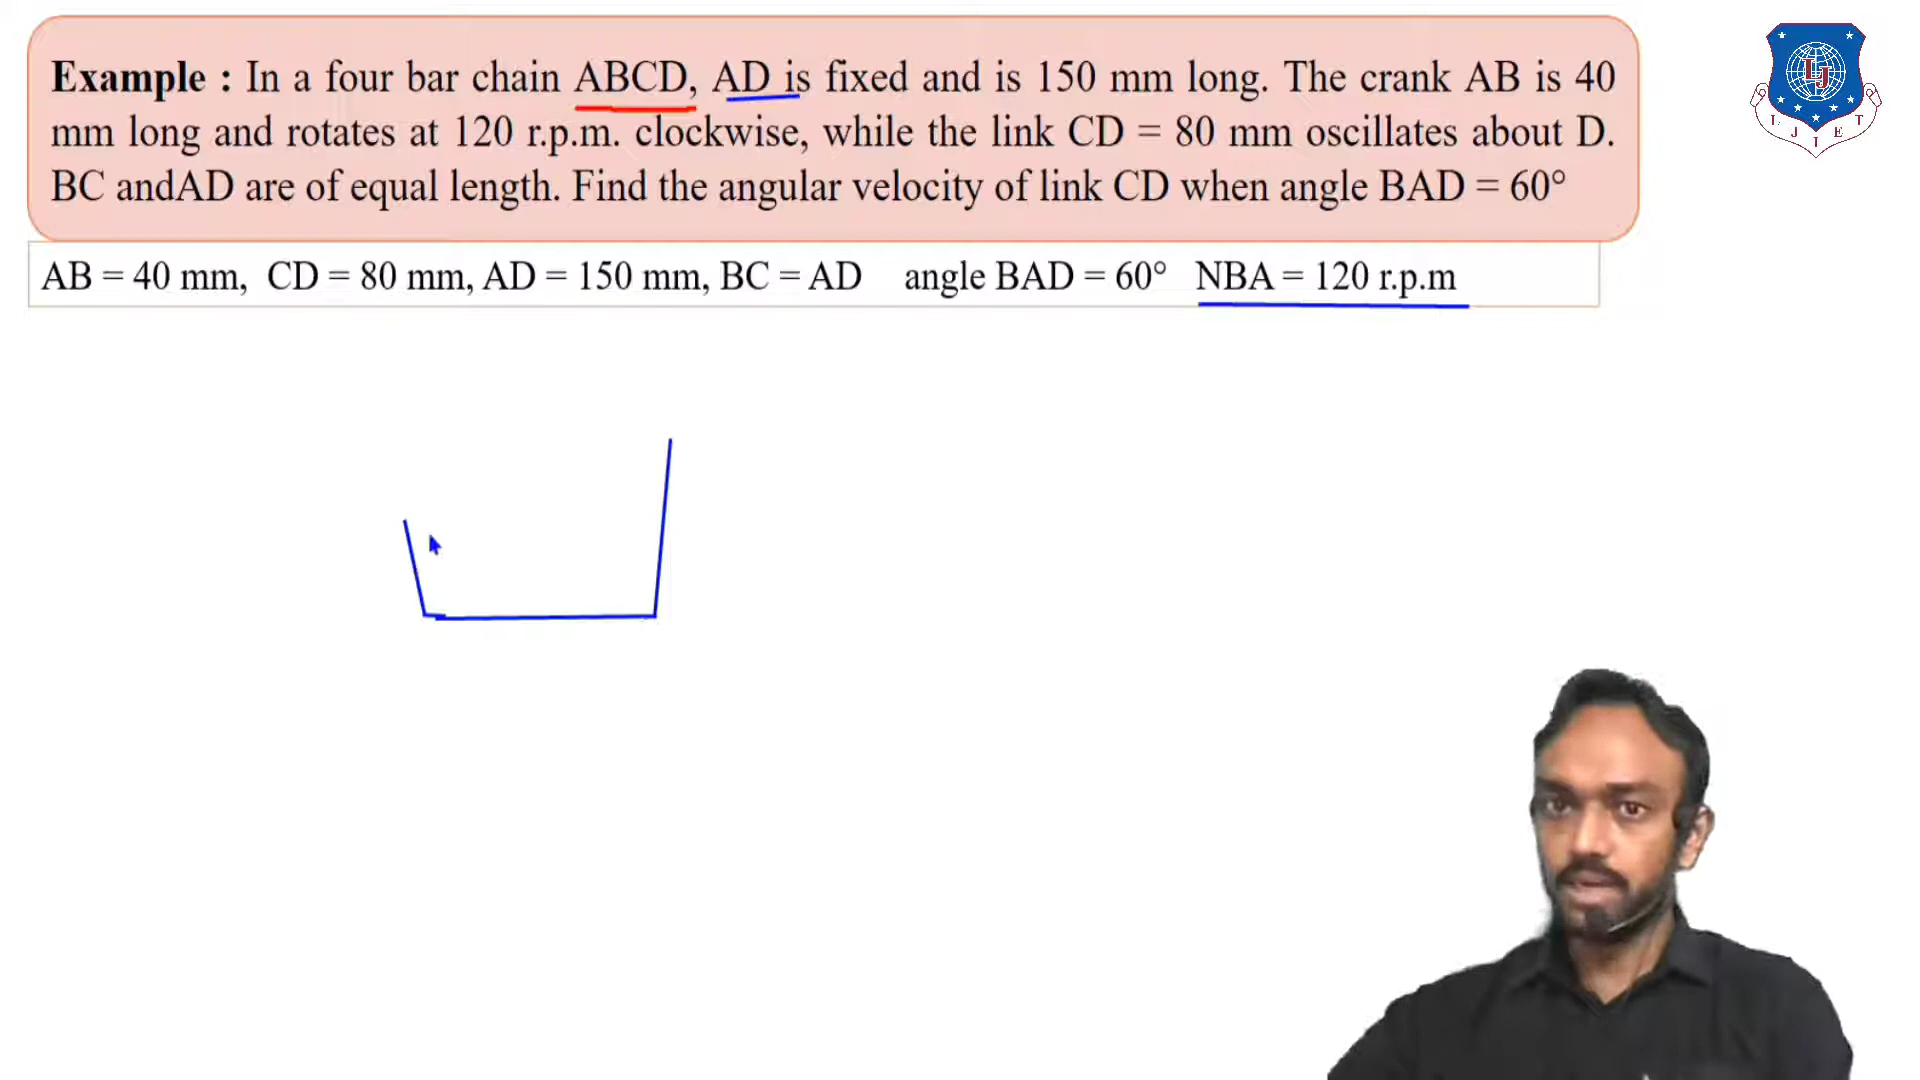 Example : In a four bar chain ABCD, AD is fixed and is 150 mm long. The crank AB is 40
mm long and rotates at 120 r.p.m. clockwise, while the link CD = 80 mm oscillates about D.
BC andAD are of equal length. Find the angular velocity of link CD when angle BAD = 60°
AB = 40 mm, CD = 80 mm, AD = 150 mm, BC = AD angle BAD = 60° NBA = 120 r.p.m
LJ
L J I E T